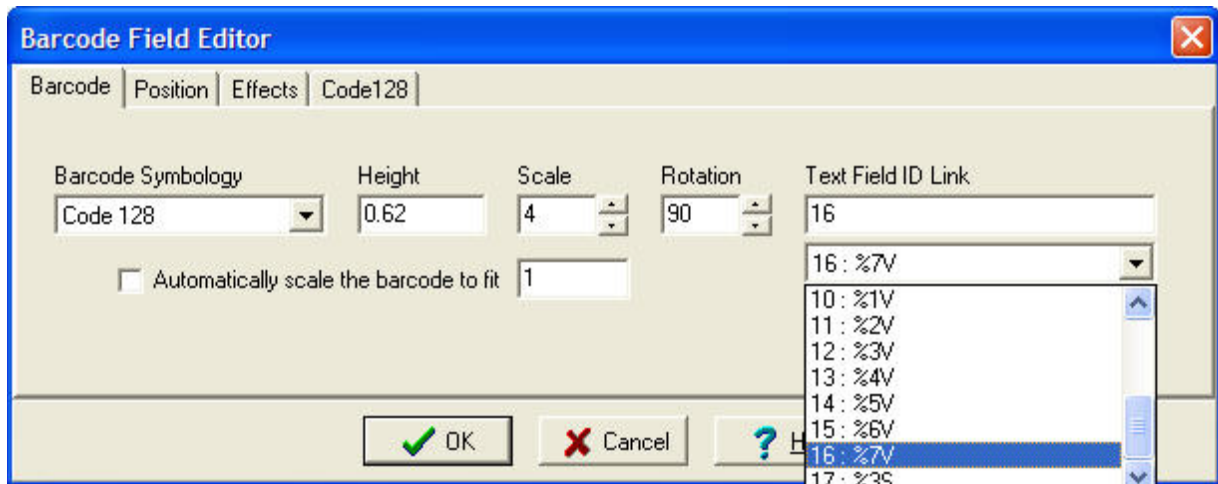 Barcode Field Editor
Barcode Position Effects Code128
Barcode Symbology Height Scale Rotation Text Field ID Link
Code 128 0.62 4 90 16
Automatically scale the barcode to fit 1 16 : %7V
10 : %1V
11 : %2V
12 : %3V
13 : %4V
14 : %5V
15 : %6V
OK Cancel ? H
16 : %7V
17 : %3S